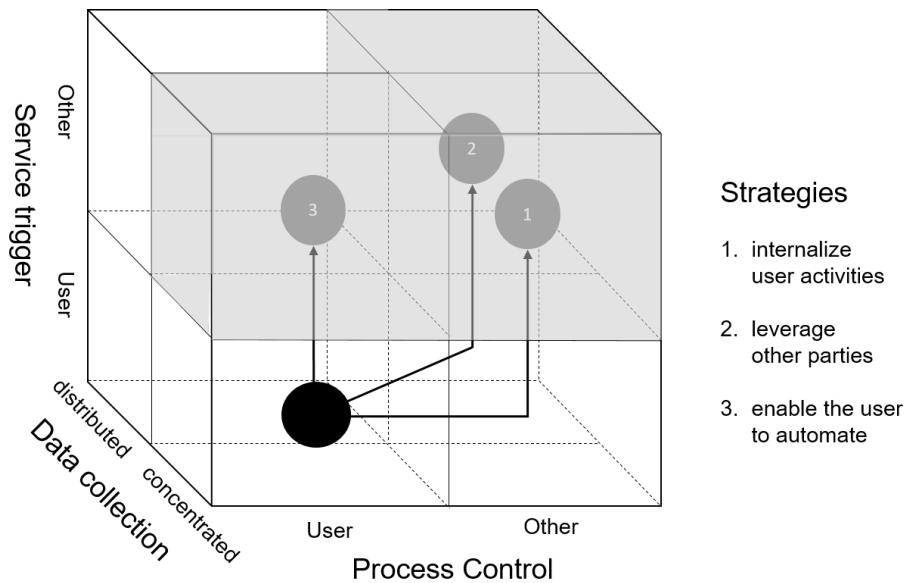 Service trigger
Other
User
2
3
1
distributed
concentrated
Data collection
User
Other
Process Control
Strategies
1. internalize
user activities
2. leverage
other parties
3. enable the user
to automate